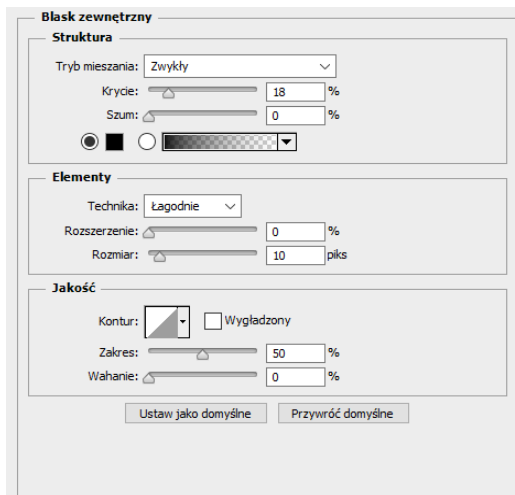 Blask zewnętrzny
Struktura
Tryb mieszania: Zwykły
Krycie: 18 %
Szum: 0 %
Elementy
Technika: Łagodnie
Rozszerzenie: 0 %
Rozmiar: 10 piks
Jakość
Kontur: Wygładzony
Zakres: 50 %
Wahanie: 0 %
Ustaw jako domyślne Przywróć domyślne